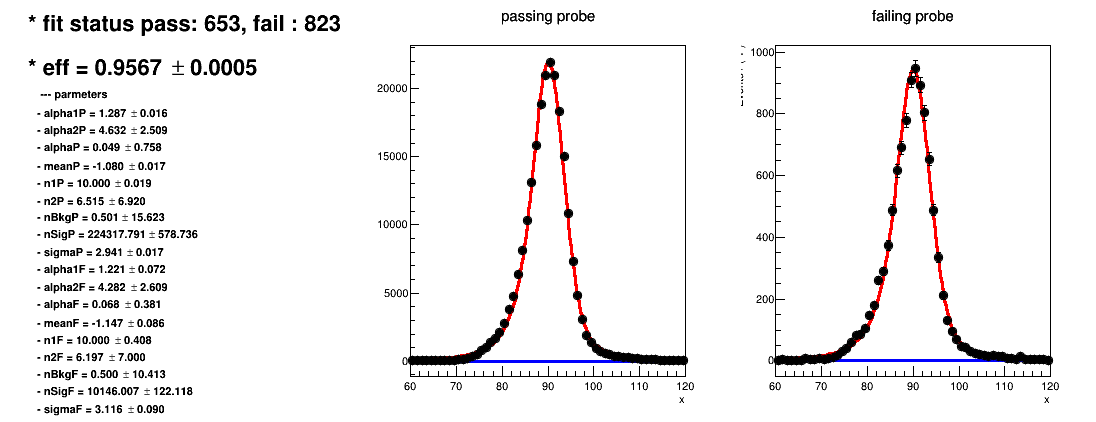 * fit status pass: 653, fail : 823
* eff = 0.9567 ± 0.0005
--- parmeters
- alpha1P = 1.287 ± 0.016
- alpha2P = 4.632 ± 2.509
- alphaP = 0.049 ± 0.758
- meanP = -1.080 ± 0.017
- n1P = 10.000 ± 0.019
- n2P = 6.515 ± 6.920
- nBkgP = 0.501 ± 15.623
- nSigP = 224317.791 ± 578.736
- sigmaP = 2.941 ± 0.017
- alpha1F = 1.221 ± 0.072
- alpha2F = 4.282 ± 2.609
- alphaF = 0.068 ± 0.381
- meanF = -1.147 ± 0.086
- n1F = 10.000 ± 0.408
- n2F = 6.197 ± 7.000
- nBkgF = 0.500 ± 10.413
- nSigF = 10146.007 ± 122.118
- sigmaF = 3.116 ± 0.090
passing probe
20000
15000
10000
5000
0
60 70 80 90 100 110 120
x
failing probe
1000
800
600
400
200
0
60 70 80 90 100 110 120
x